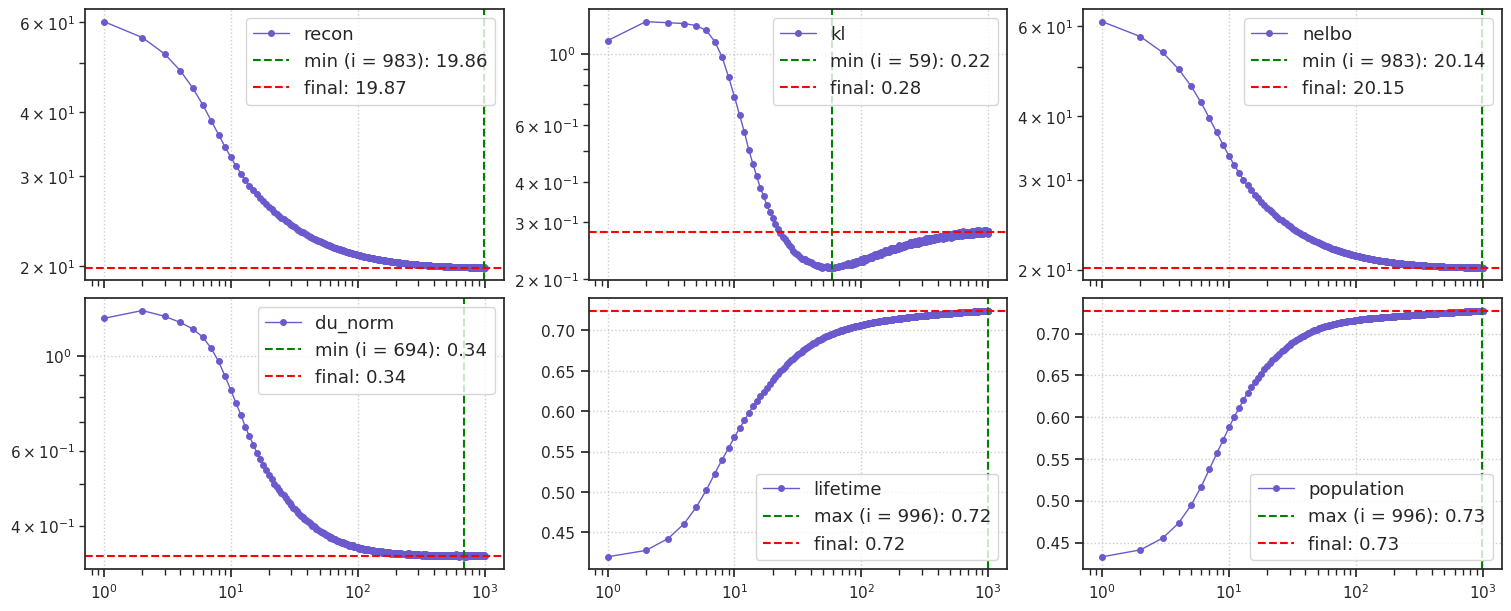 6 × 10¹
4 × 10¹
3 × 10¹
2 × 10¹
recon
min (i = 983): 19.86
final: 19.87
10⁰
6 × 10⁻¹
4 × 10⁻¹
3 × 10⁻¹
2 × 10⁻¹
kl
min (i = 59): 0.22
final: 0.28
6 × 10¹
4 × 10¹
3 × 10¹
2 × 10¹
nelbo
min (i = 983): 20.14
final: 20.15
10⁰
6 × 10⁻¹
4 × 10⁻¹
du_norm
min (i = 694): 0.34
final: 0.34
10⁰ 10¹ 10² 10³
0.70
0.65
0.60
0.55
0.50
0.45
lifetime
max (i = 996): 0.72
final: 0.72
10⁰ 10¹ 10² 10³
0.70
0.65
0.60
0.55
0.50
0.45
population
max (i = 996): 0.73
final: 0.73
10⁰ 10¹ 10² 10³